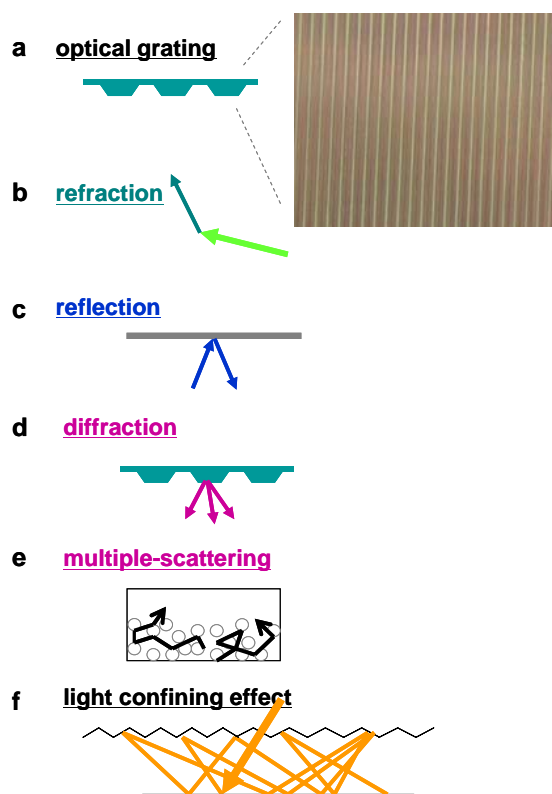 a optical grating
b refraction
c reflection
d diffraction
e multiple-scattering
f light confining effect